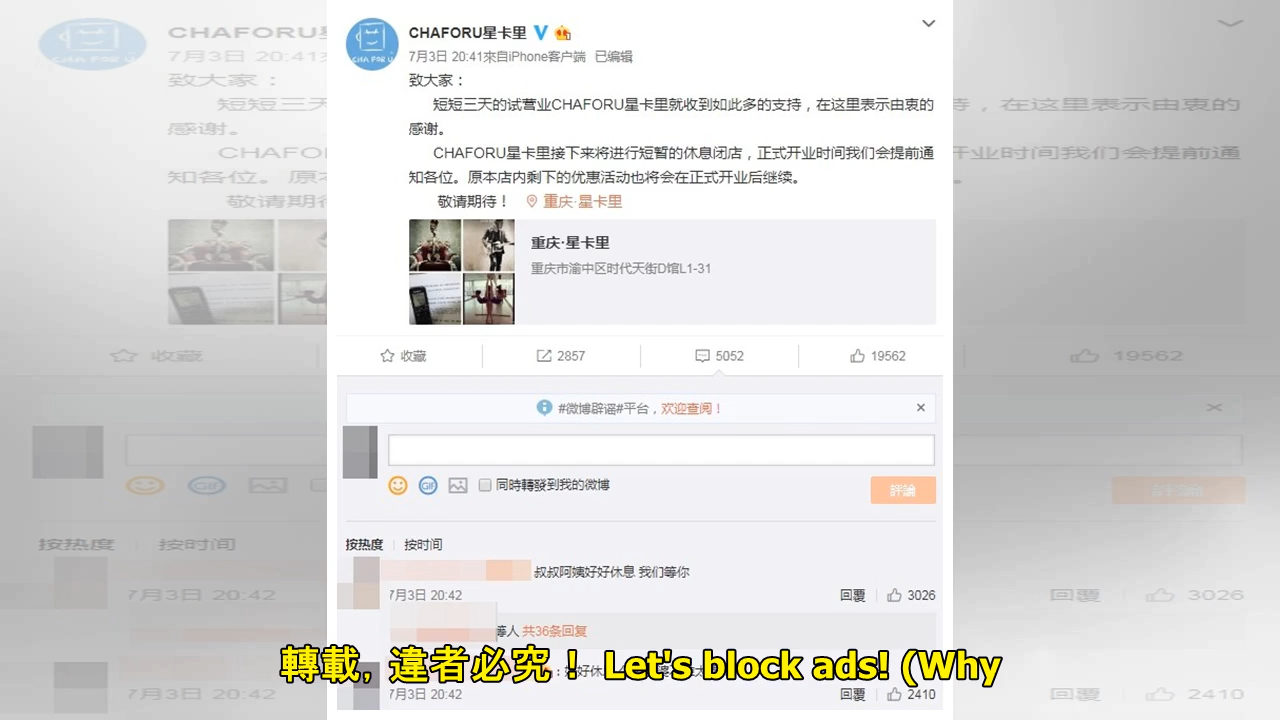 CHAFORU星卡里
7月3日 20:41來自iPhone客户端 已编辑
致大家：
短短三天的试营业CHAFORU星卡里就收到如此多的支持，在这里表示由衷的
感谢。
CHAFORU星卡里接下来将进行短暂的休息闭店，正式开业时间我们会提前通
知各位。原本店内剩下的优惠活动也将会在正式开业后继续。
敬请期待！ 重庆·星卡里
重庆·星卡里
重庆市渝中区时代天街D馆L1-31
收藏 2857 5052 19562
#微博辟谣#平台，欢迎查阅！
同時轉發到我的微博
評論
按热度 按时间
叔叔阿姨好好休息 我们等你
7月3日 20:42 回覆 3026
等人 共36条回复
轉載, 違者必究！ Let's block ads! (Why
7月3日 20:42 回覆 2410